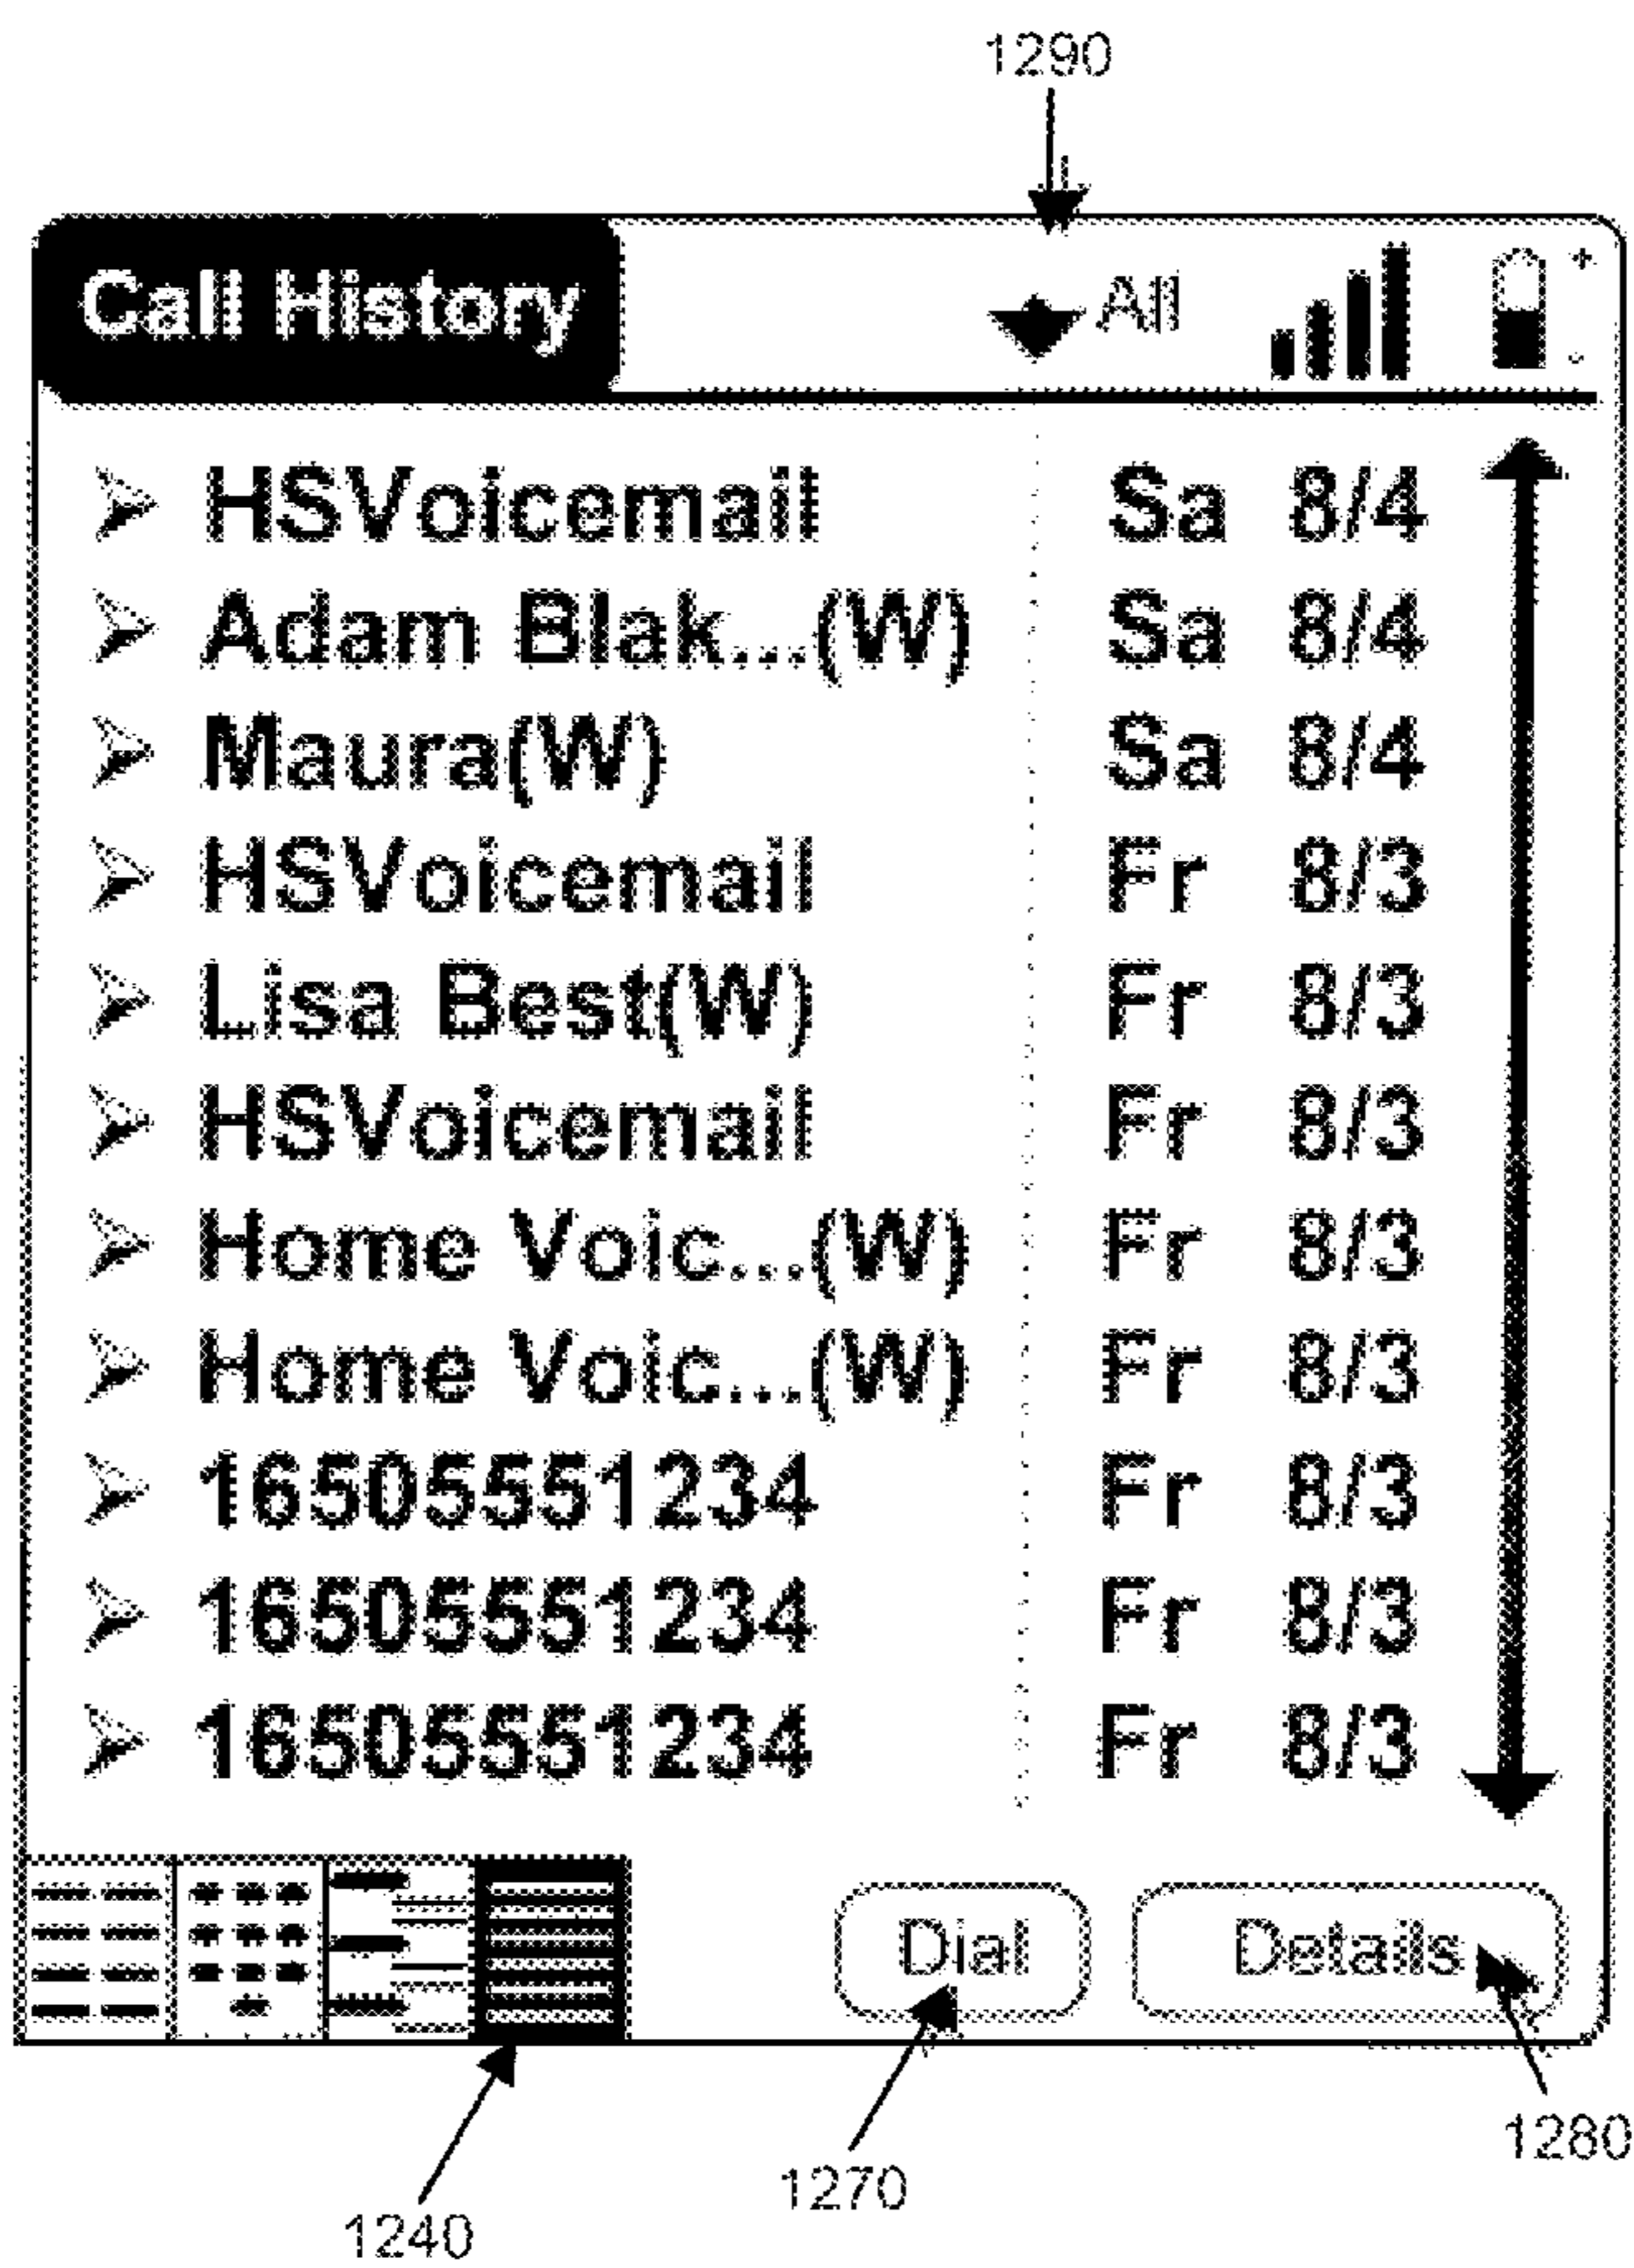 1290
Call History All
HSVoicemail Sa 8/4
Adam Blak...(W) Sa 8/4
Maura(W) Sa 8/4
HSVoicemail Fr 8/3
Lisa Best(W) Fr 8/3
HSVoicemail Fr 8/3
Home Voic...(W) Fr 8/3
Home Voic...(W) Fr 8/3
16505551234 Fr 8/3
16505551234 Fr 8/3
16505551234 Fr 8/3
Dial Details
1280
1270
1240